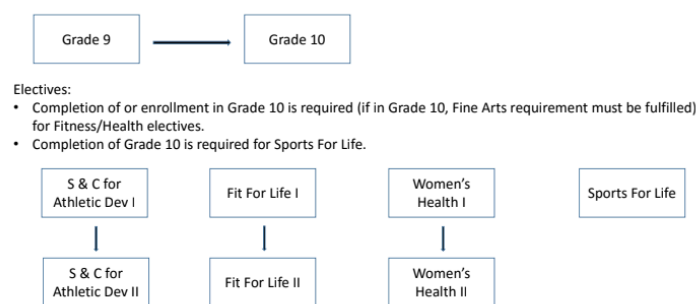 Grade 9
Grade 10
Electives:
• Completion of or enrollment in Grade 10 is required (if in Grade 10, Fine Arts requirement must be fulfilled)
for Fitness/Health electives.
• Completion of Grade 10 is required for Sports For Life.
S & C for
Athletic Dev I
Fit For Life I
Women's
Health I
Sports For Life
S & C for
Athletic Dev II
Fit For Life II
Women's
Health II